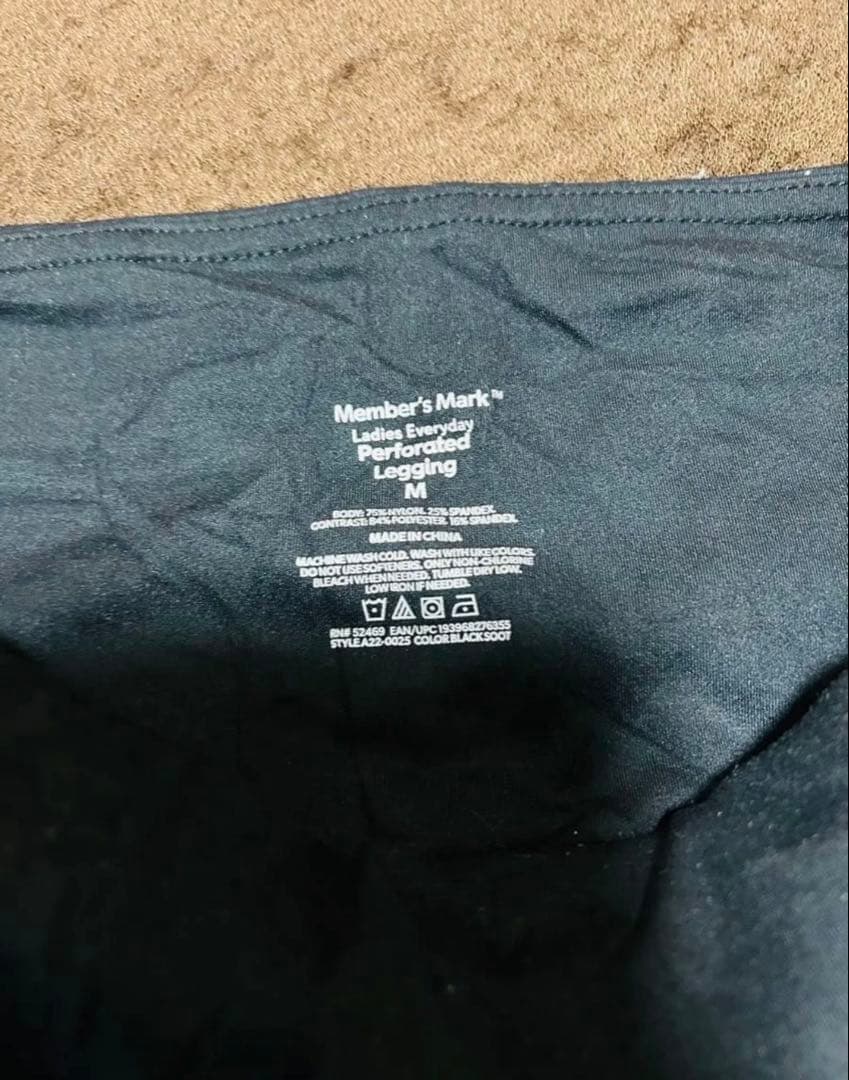 Member's Mark™
Ladies Everyday
Perforated
Legging
M
BODY: 75% NYLON, 25% SPANDEX
CONTRAST: 84% POLYESTER, 16% SPANDEX
MADE IN CHINA
MACHINE WASH COLD. WASH WITH LIKE COLORS.
DO NOT USE SOFTENERS. ONLY NON-CHLORINE
BLEACH WHEN NEEDED. TUMBLE DRY LOW.
LOW IRON IF NEEDED.
RN# 52469 EAN/UPC 193968276355
STYLE A22-0025 COLOR BLACK SOOT